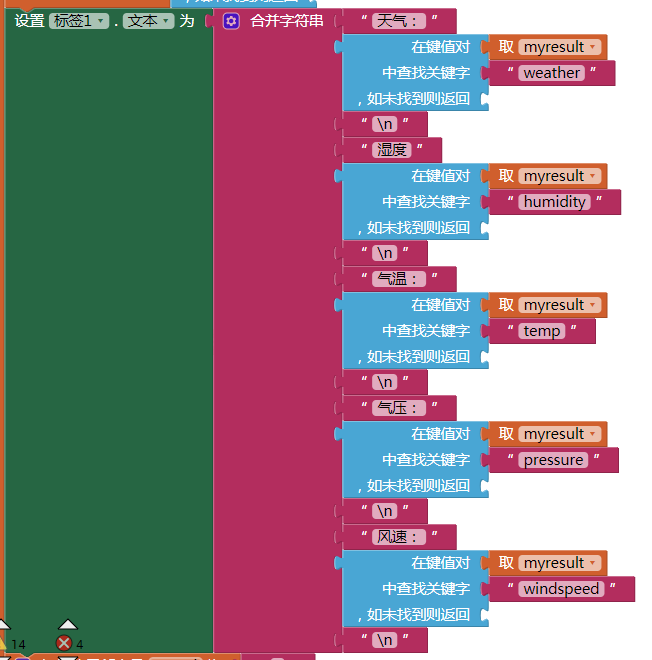 设置 标签1 . 文本 为 合并字符串 “ 天气： ”
在键值对 取 myresult
中查找关键字 “ weather ”
，如未找到则返回
“ \n ”
“ 湿度 ”
在键值对 取 myresult
中查找关键字 “ humidity ”
，如未找到则返回
“ \n ”
“ 气温： ”
在键值对 取 myresult
中查找关键字 “ temp ”
，如未找到则返回
“ \n ”
“ 气压： ”
在键值对 取 myresult
中查找关键字 “ pressure ”
，如未找到则返回
“ \n ”
“ 风速： ”
在键值对 取 myresult
中查找关键字 “ windspeed ”
，如未找到则返回
“ \n ”
14 4